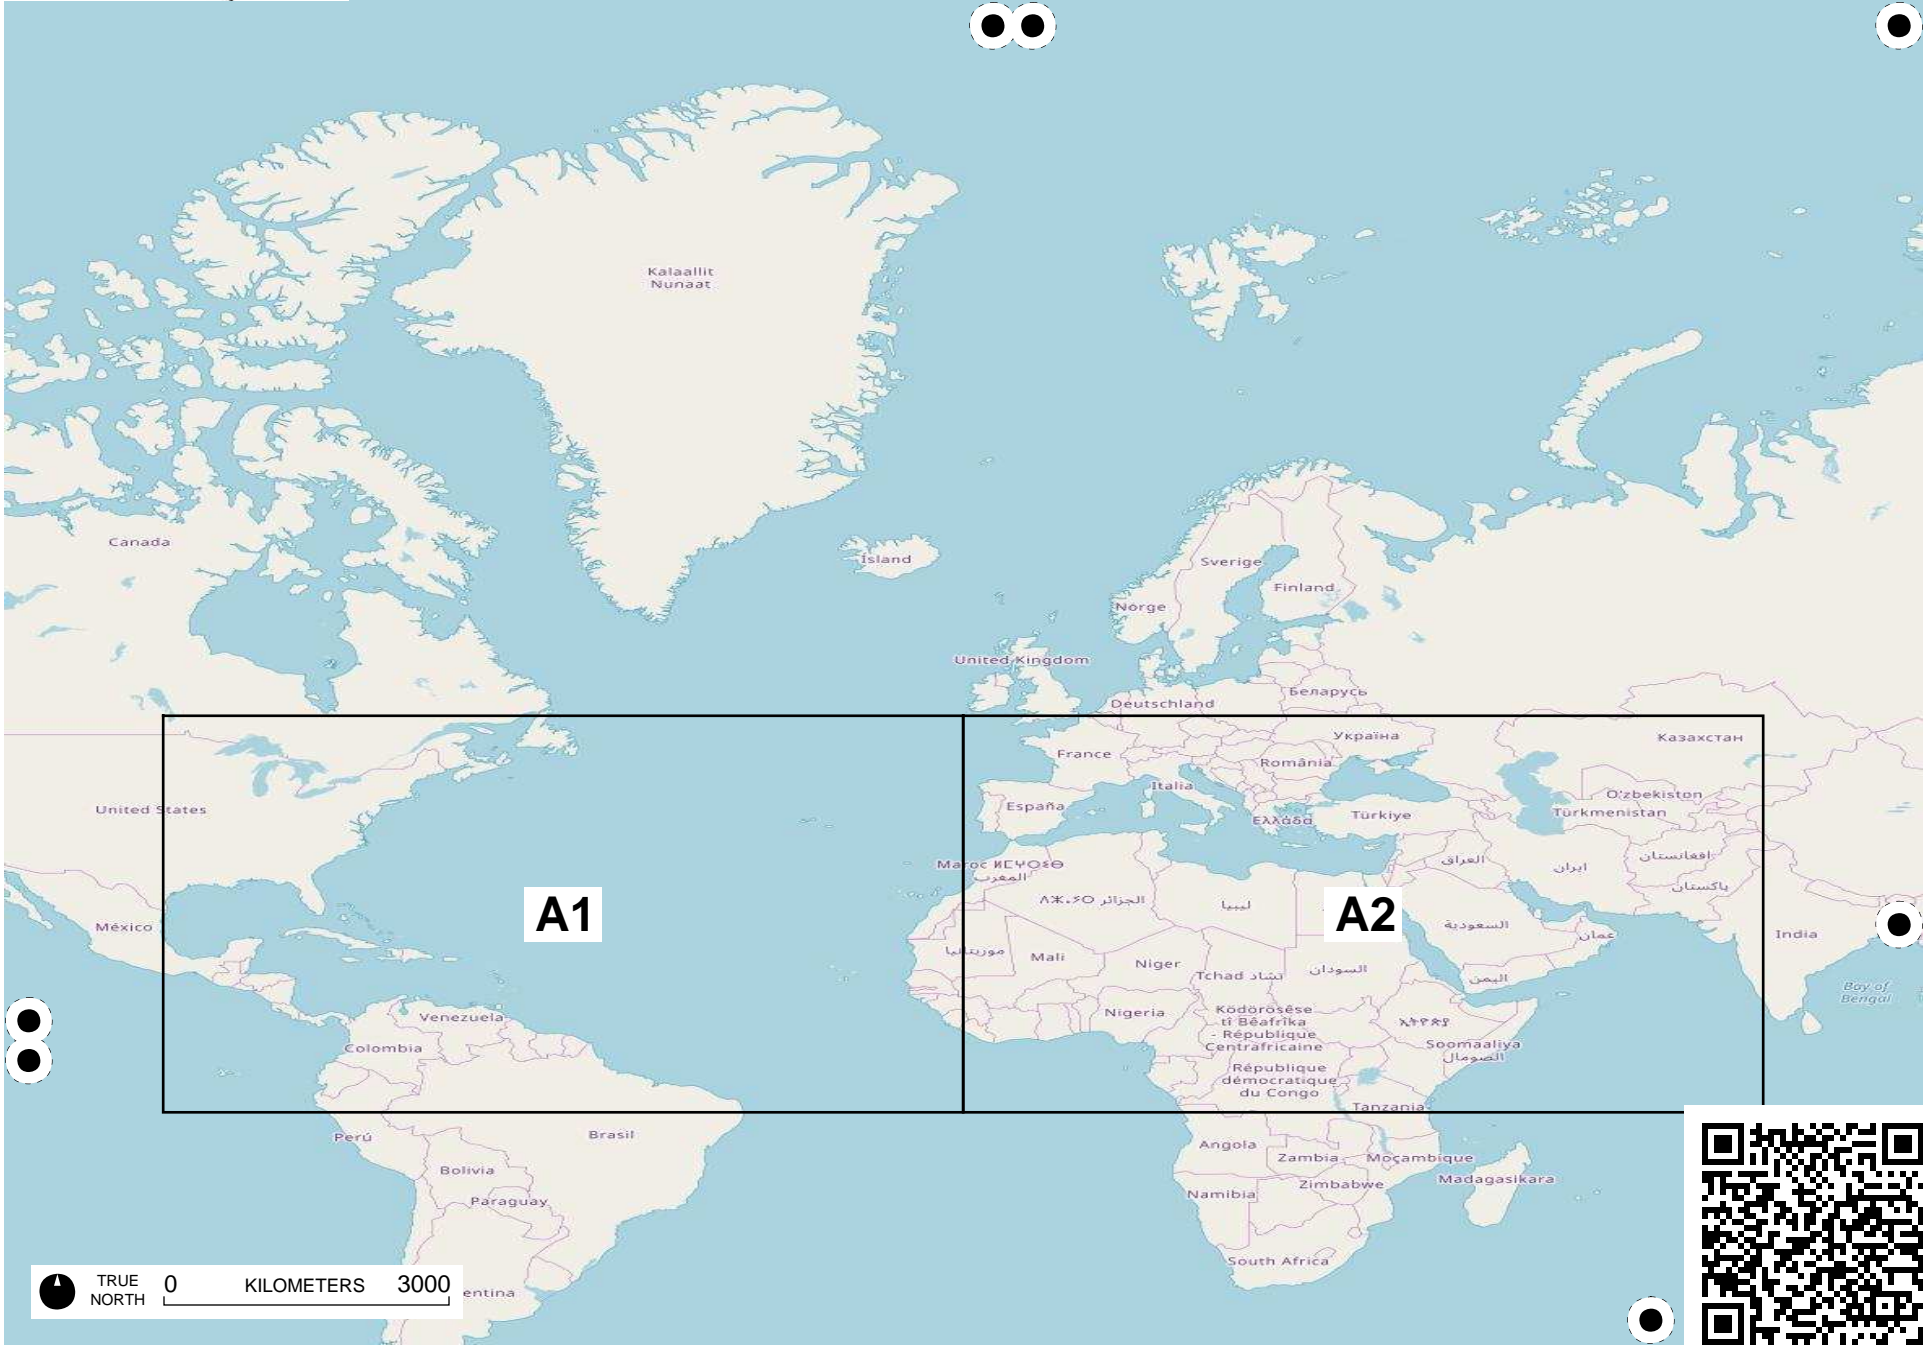 Kalaallit
Nunaat
Canada
Ísland
Sverige
Finland
Norge
United Kingdom
Беларусь
Deutschland
Україна
Казахстан
France
România
Italia
O'zbekiston
España
Türkmenistan
Türkiye
Ελλάδα
United States
Maroc ⵍⵎⵖⵔⵉⴱ
المغرب
العراق
ایران
افغانستان
پاکستان
الجزائر
ليبيا
A1
A2
México
السعودية
عمان
India
موريتانيا
Mali
Niger
Tchad تشاد
السودان
اليمن
Bay of
Bengal
Venezuela
Nigeria
Ködörösêse
tî Bêafrîka
- République
Centrafricaine
ኢትዮጵያ
Colombia
Soomaaliya
الصومال
République
démocratique
du Congo
Tanzania
Perú
Brasil
Angola
Zambia
Moçambique
Bolivia
Madagasikara
Paraguay
Namibia
Zimbabwe
South Africa
TRUE
NORTH
0 KILOMETERS 3000
entina